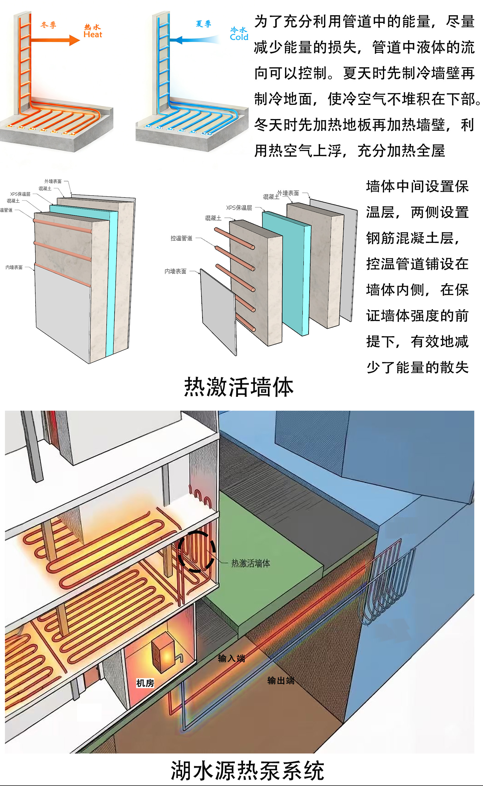 冬季
热水
Heat
夏季
冷水
Cold
为了充分利用管道中的能量，尽量
减少能量的损失，管道中液体的流
向可以控制。夏天时先制冷墙壁再
制冷地面，使冷空气不堆积在下部。
冬天时先加热地板再加热墙壁，利
用热空气上浮，充分加热全屋
外墙表面
混凝土
XPS保温层
混凝土
温管道
内墙表面
外墙表面
混凝土
XPS保温层
混凝土
控温管道
内墙表面
墙体中间设置保
温层，两侧设置
钢筋混凝土层，
控温管道铺设在
墙体内侧，在保
证墙体强度的前
提下，有效地减
少了能量的散失
热激活墙体
热激活墙体
输入端
输出端
机房
湖水源热泵系统